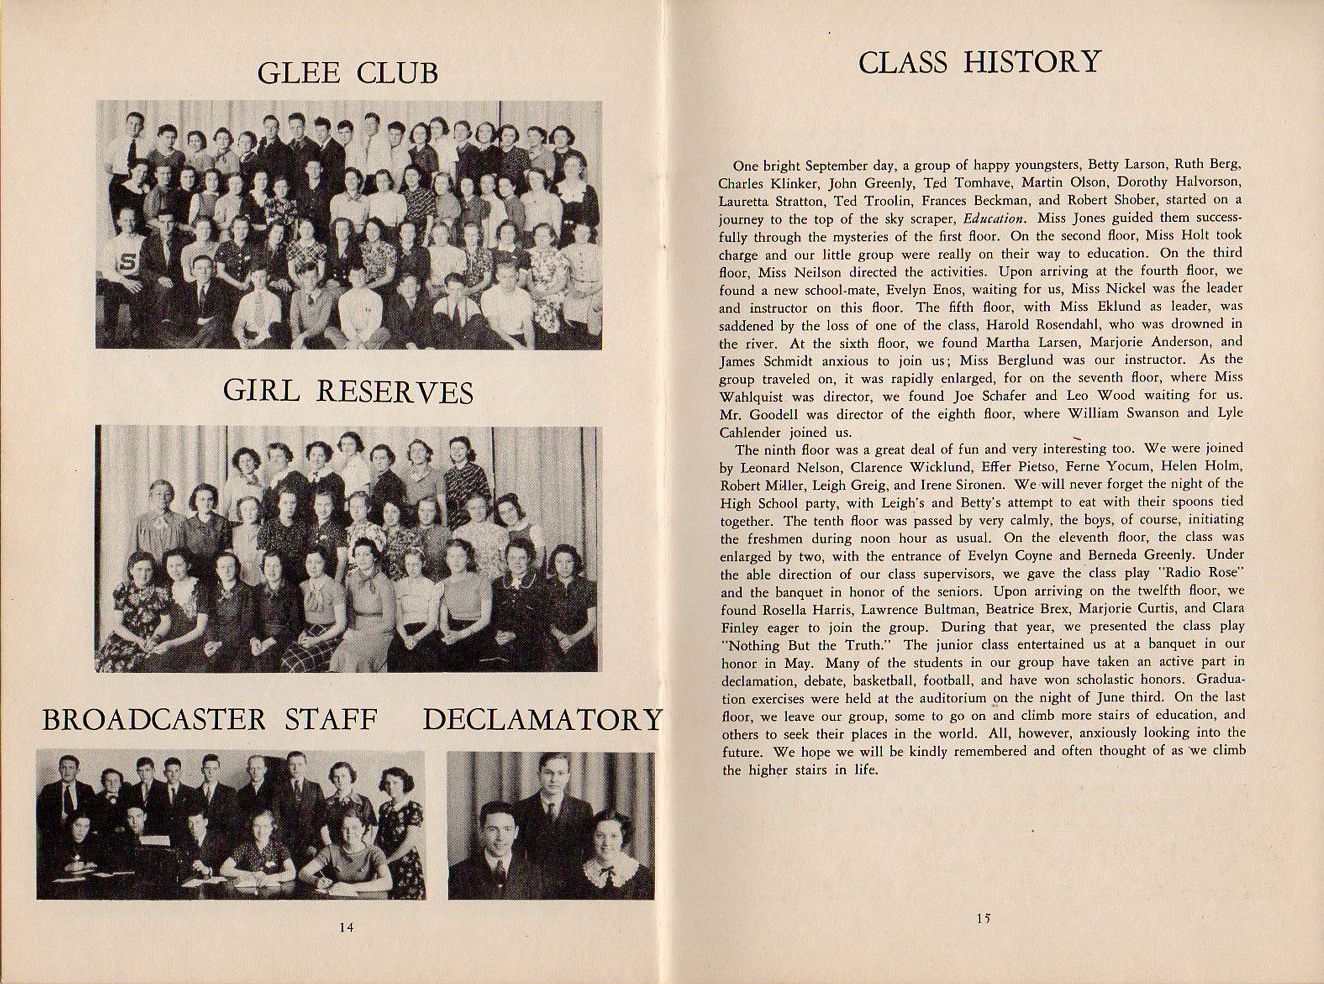 GLEE CLUB
S
GIRL RESERVES
BROADCASTER STAFF DECLAMATORY
14
CLASS HISTORY
One bright September day, a group of happy youngsters, Betty Larson, Ruth Berg,
Charles Klinker, John Greenly, Ted Tomhave, Martin Olson, Dorothy Halvorson,
Lauretta Stratton, Ted Troolin, Frances Beckman, and Robert Shober, started on a
journey to the top of the sky scraper, Education. Miss Jones guided them success-
fully through the mysteries of the first floor. On the second floor, Miss Holt took
charge and our little group were really on their way to education. On the third
floor, Miss Neilson directed the activities. Upon arriving at the fourth floor, we
found a new school-mate, Evelyn Enos, waiting for us, Miss Nickel was the leader
and instructor on this floor. The fifth floor, with Miss Eklund as leader, was
saddened by the loss of one of the class, Harold Rosendahl, who was drowned in
the river. At the sixth floor, we found Martha Larsen, Marjorie Anderson, and
James Schmidt anxious to join us; Miss Berglund was our instructor. As the
group traveled on, it was rapidly enlarged, for on the seventh floor, where Miss
Wahlquist was director, we found Joe Schafer and Leo Wood waiting for us.
Mr. Goodell was director of the eighth floor, where William Swanson and Lyle
Cahlender joined us.
The ninth floor was a great deal of fun and very interesting too. We were joined
by Leonard Nelson, Clarence Wicklund, Effer Pietso, Ferne Yocum, Helen Holm,
Robert Miller, Leigh Greig, and Irene Sironen. We will never forget the night of the
High School party, with Leigh's and Betty's attempt to eat with their spoons tied
together. The tenth floor was passed by very calmly, the boys, of course, initiating
the freshmen during noon hour as usual. On the eleventh floor, the class was
enlarged by two, with the entrance of Evelyn Coyne and Berneda Greenly. Under
the able direction of our class supervisors, we gave the class play "Radio Rose"
and the banquet in honor of the seniors. Upon arriving on the twelfth floor, we
found Rosella Harris, Lawrence Bultman, Beatrice Brex, Marjorie Curtis, and Clara
Finley eager to join the group. During that year, we presented the class play
"Nothing But the Truth." The junior class entertained us at a banquet in our
honor in May. Many of the students in our group have taken an active part in
declamation, debate, basketball, football, and have won scholastic honors. Gradua-
tion exercises were held at the auditorium on the night of June third. On the last
floor, we leave our group, some to go on and climb more stairs of education, and
others to seek their places in the world. All, however, anxiously looking into the
future. We hope we will be kindly remembered and often thought of as we climb
the higher stairs in life.
15